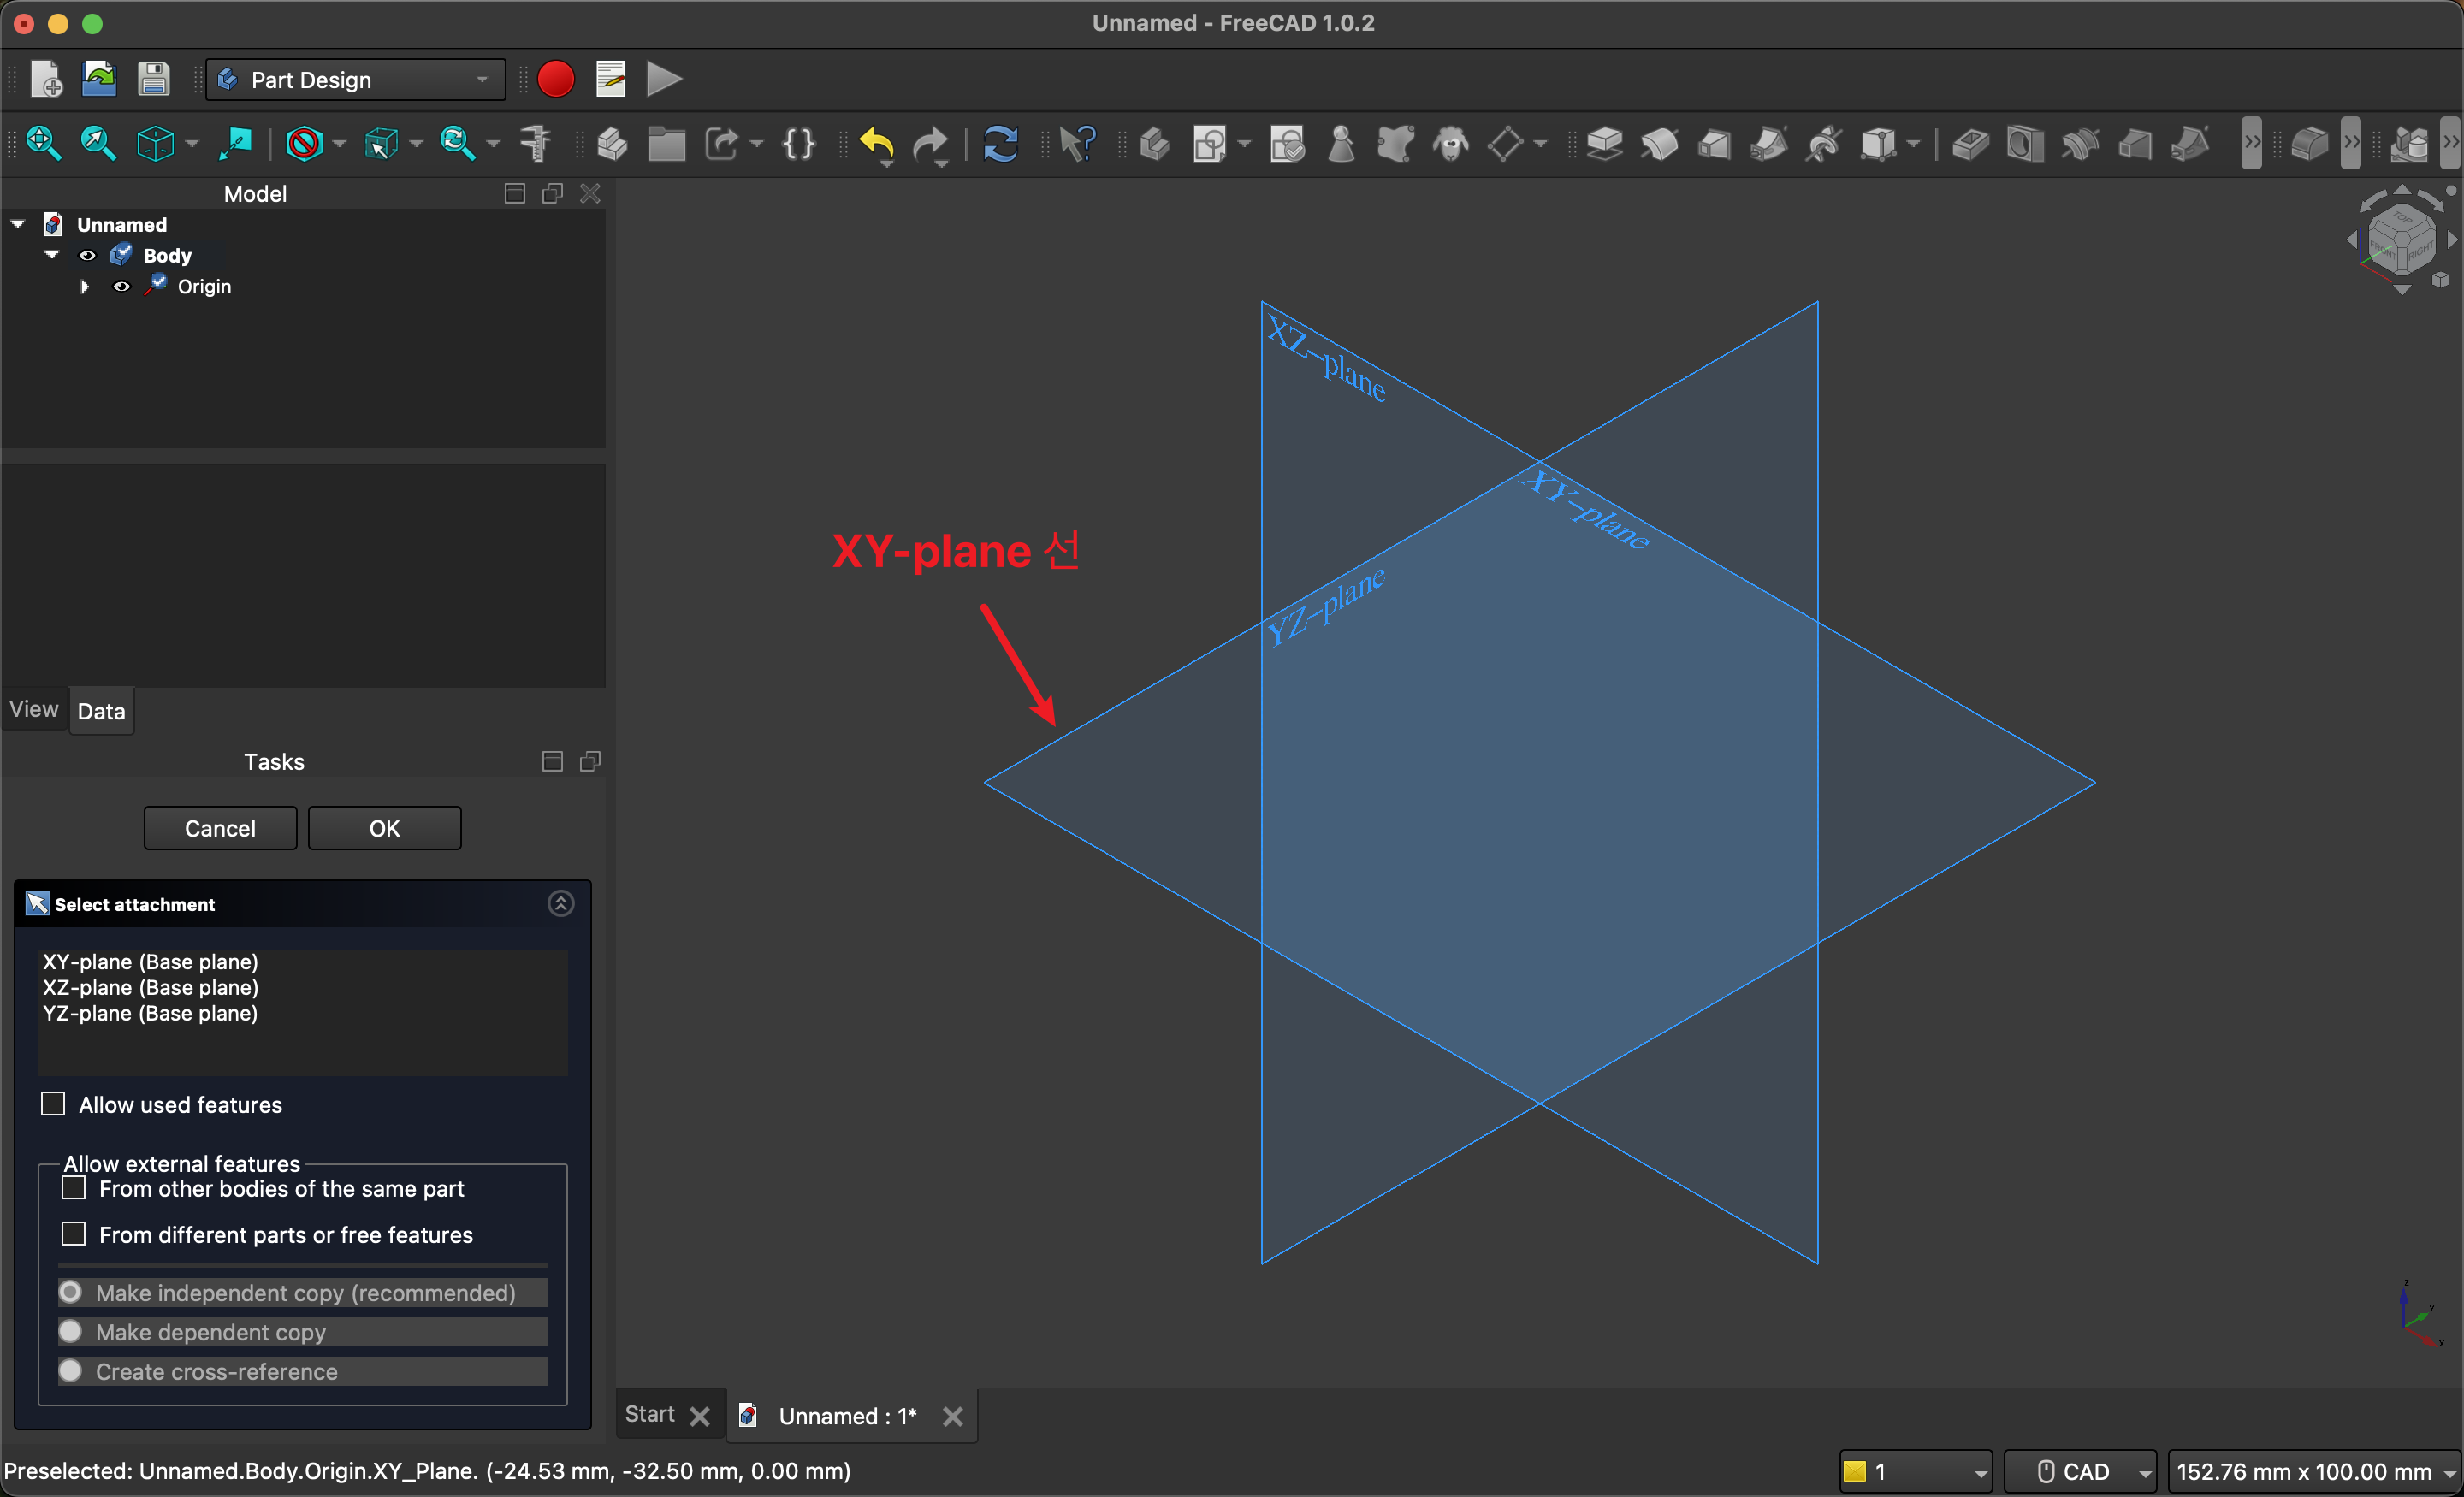 Unnamed - FreeCAD 1.0.2
Part Design
Model
Unnamed
Body
Origin
View
Data
Tasks
Cancel
OK
Select attachment
XY-plane (Base plane)
XZ-plane (Base plane)
YZ-plane (Base plane)
Allow used features
Allow external features
From other bodies of the same part
From different parts or free features
Make independent copy (recommended)
Make dependent copy
Create cross-reference
XZ-plane
XY-plane
YZ-plane
XY-plane 선
TOP
FRONT
RIGHT
Z
Y
X
Start
Unnamed : 1*
Preselected: Unnamed.Body.Origin.XY_Plane. (-24.53 mm, -32.50 mm, 0.00 mm)
1
CAD
152.76 mm x 100.00 mm